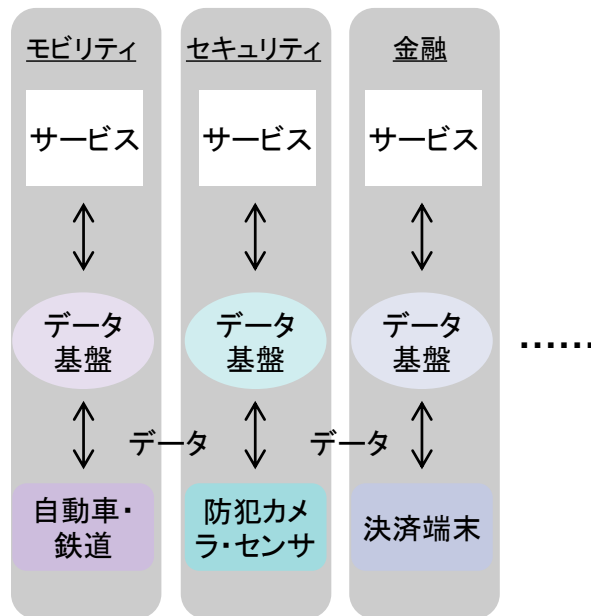 モビリティ
セキュリティ
金融
サービス
サービス
サービス
データ
基盤
データ
基盤
データ
基盤
……
データ
データ
自動車・
鉄道
防犯カメ
ラ・センサ
決済端末